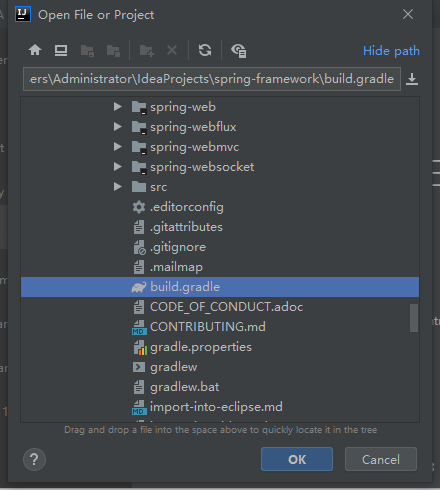 Open File or Project
Hide path
ers\Administrator\IdeaProjects\spring-framework\build.gradle
spring-web
spring-webflux
spring-webmvc
spring-websocket
src
.editorconfig
.gitattributes
.gitignore
.mailmap
build.gradle
CODE_OF_CONDUCT.adoc
CONTRIBUTING.md
gradle.properties
gradlew
gradlew.bat
import-into-eclipse.md
Drag and drop a file into the space above to quickly locate it in the tree
?
OK
Cancel